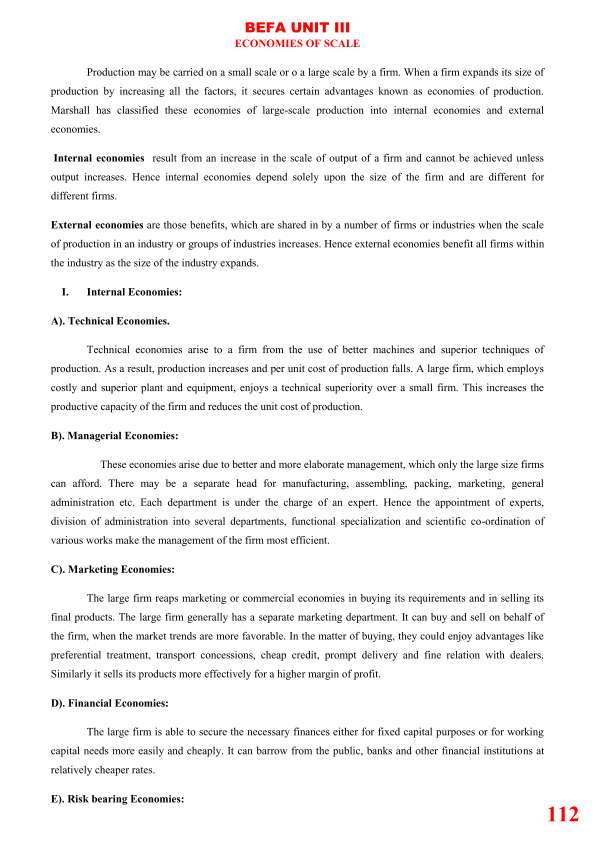 BEFA UNIT III
ECONOMIES OF SCALE
Production may be carried on a small scale or o a large scale by a firm. When a firm expands its size of
production by increasing all the factors, it secures certain advantages known as economies of production.
Marshall has classified these economies of large-scale production into internal economies and external
economies.
Internal economies result from an increase in the scale of output of a firm and cannot be achieved unless
output increases. Hence internal economies depend solely upon the size of the firm and are different for
different firms.
External economies are those benefits, which are shared in by a number of firms or industries when the scale
of production in an industry or groups of industries increases. Hence external economies benefit all firms within
the industry as the size of the industry expands.
I. Internal Economies:
A). Technical Economies.
Technical economies arise to a firm from the use of better machines and superior techniques of
production. As a result, production increases and per unit cost of production falls. A large firm, which employs
costly and superior plant and equipment, enjoys a technical superiority over a small firm. This increases the
productive capacity of the firm and reduces the unit cost of production.
B). Managerial Economies:
These economies arise due to better and more elaborate management, which only the large size firms
can afford. There may be a separate head for manufacturing, assembling, packing, marketing, general
administration etc. Each department is under the charge of an expert. Hence the appointment of experts,
division of administration into several departments, functional specialization and scientific co-ordination of
various works make the management of the firm most efficient.
C). Marketing Economies:
The large firm reaps marketing or commercial economies in buying its requirements and in selling its
final products. The large firm generally has a separate marketing department. It can buy and sell on behalf of
the firm, when the market trends are more favorable. In the matter of buying, they could enjoy advantages like
preferential treatment, transport concessions, cheap credit, prompt delivery and fine relation with dealers.
Similarly it sells its products more effectively for a higher margin of profit.
D). Financial Economies:
The large firm is able to secure the necessary finances either for fixed capital purposes or for working
capital needs more easily and cheaply. It can barrow from the public, banks and other financial institutions at
relatively cheaper rates.
E). Risk bearing Economies:
112